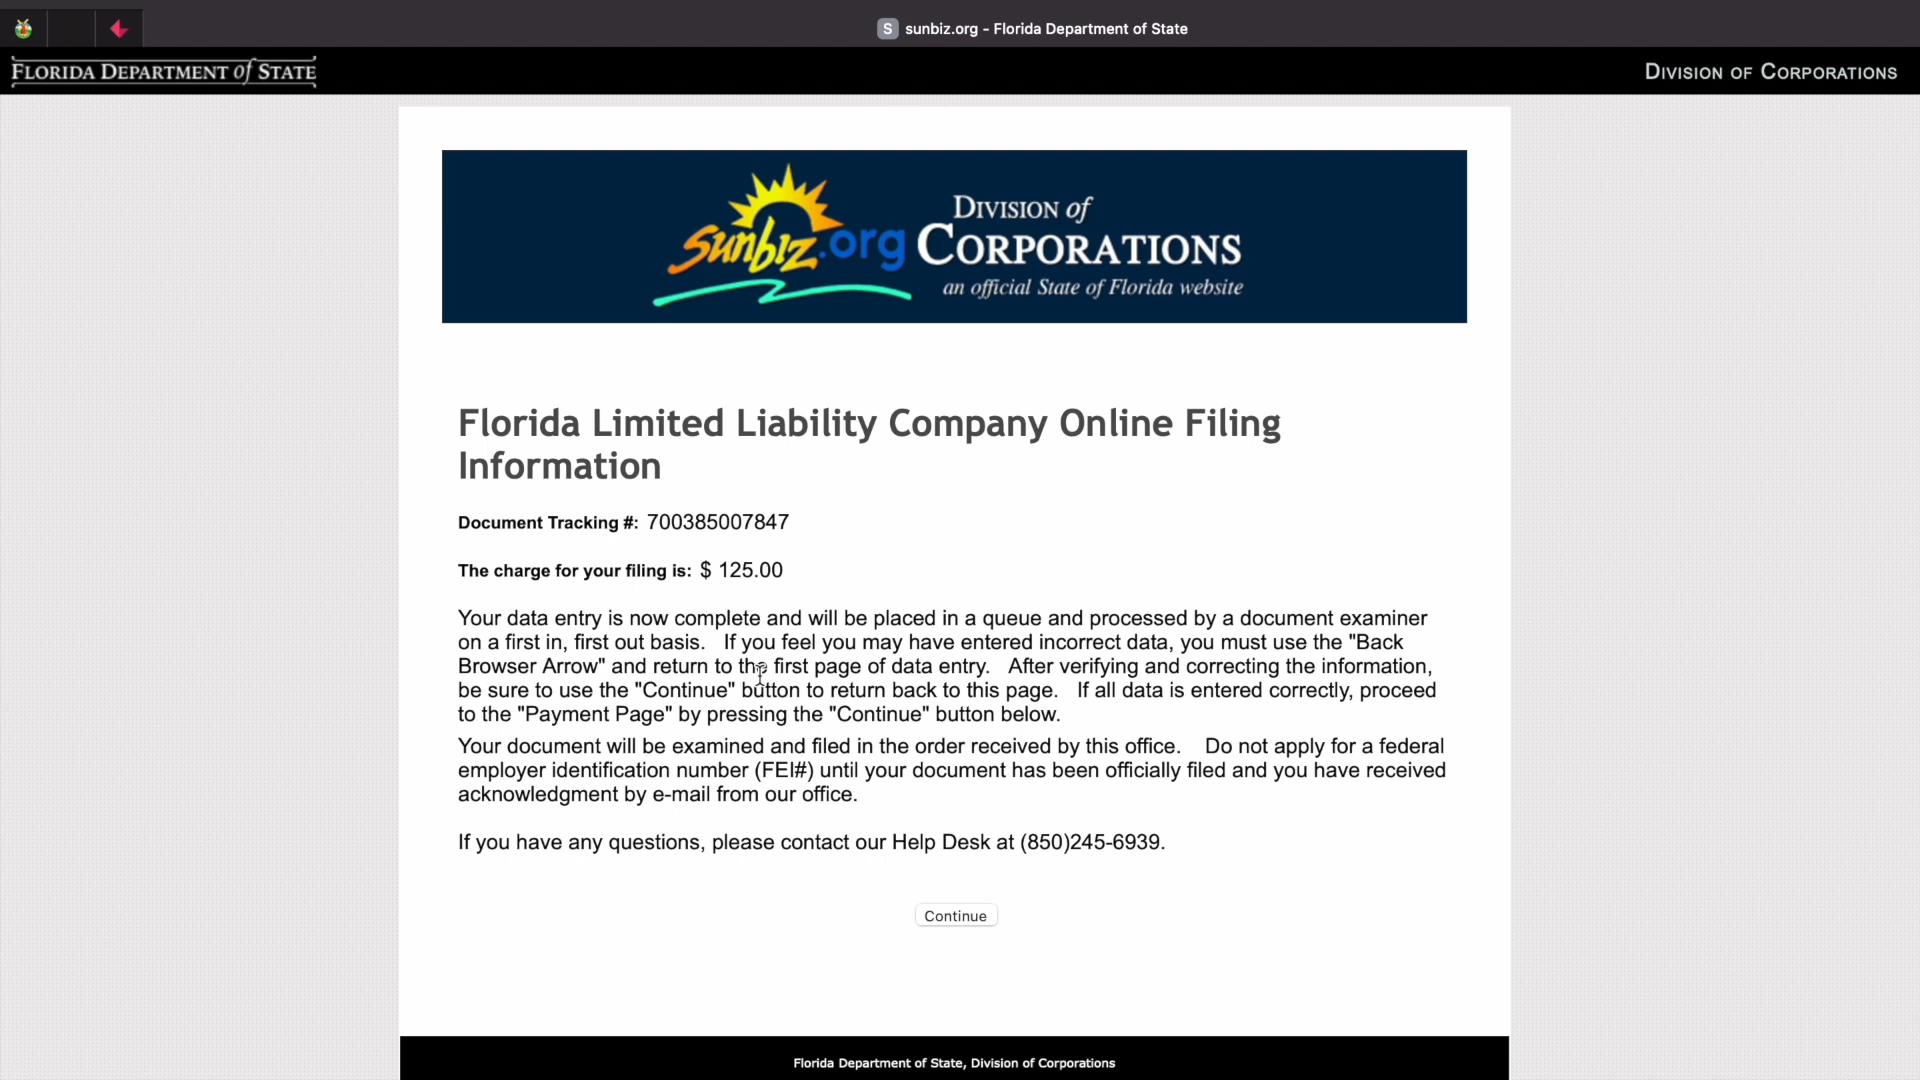 S sunbiz.org - Florida Department of State
FLORIDA DEPARTMENT of STATE
DIVISION OF CORPORATIONS
sunbiz.org
DIVISION of
CORPORATIONS
an official State of Florida website
Florida Limited Liability Company Online Filing
Information
Document Tracking #: 700385007847
The charge for your filing is: $ 125.00
Your data entry is now complete and will be placed in a queue and processed by a document examiner
on a first in, first out basis. If you feel you may have entered incorrect data, you must use the "Back
Browser Arrow" and return to the first page of data entry. After verifying and correcting the information,
be sure to use the "Continue" button to return back to this page. If all data is entered correctly, proceed
to the "Payment Page" by pressing the "Continue" button below.
Your document will be examined and filed in the order received by this office. Do not apply for a federal
employer identification number (FEI#) until your document has been officially filed and you have received
acknowledgment by e-mail from our office.
If you have any questions, please contact our Help Desk at (850)245-6939.
Continue
Florida Department of State, Division of Corporations